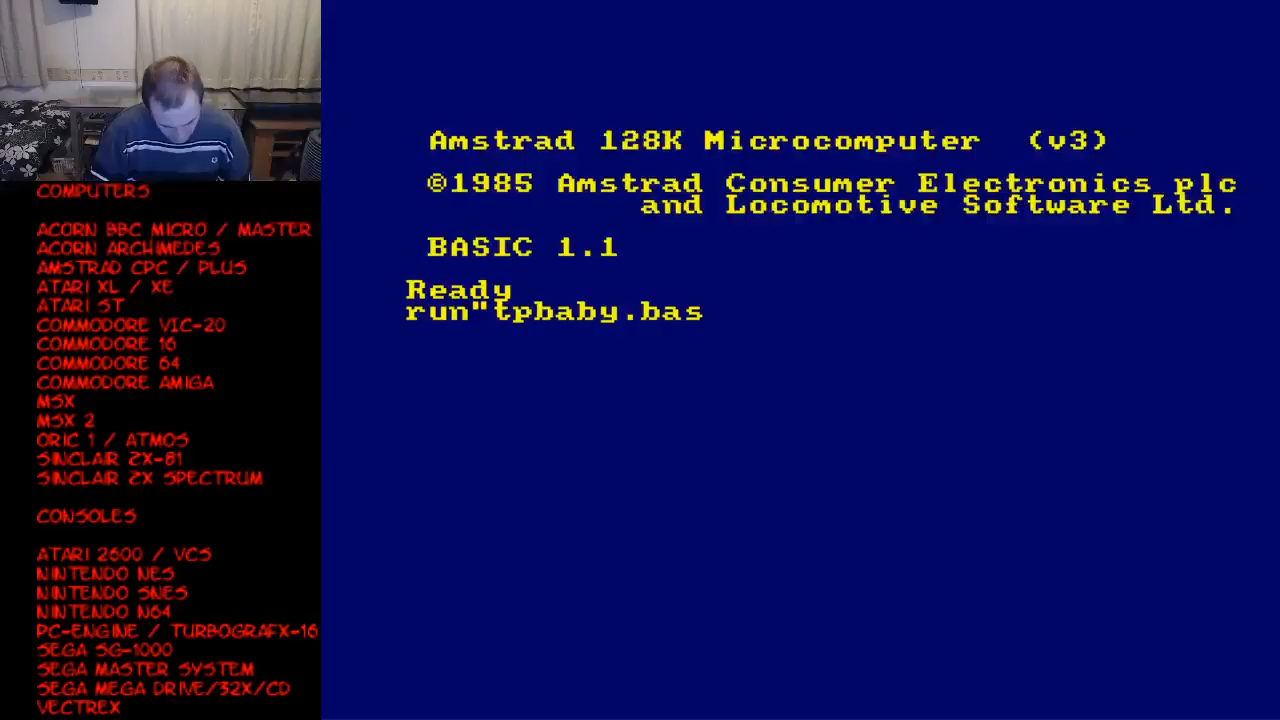 COMPUTERS
ACORN BBC MICRO / MASTER
ACORN ARCHIMEDES
AMSTRAD CPC / PLUS
ATARI XL / XE
ATARI ST
COMMODORE VIC-20
COMMODORE 16
COMMODORE 64
COMMODORE AMIGA
MSX
MSX 2
ORIC 1 / ATMOS
SINCLAIR ZX-81
SINCLAIR ZX SPECTRUM
CONSOLES
ATARI 2600 / VCS
NINTENDO NES
NINTENDO SNES
NINTENDO N64
PC-ENGINE / TURBOGRAFX-16
SEGA SG-1000
SEGA MASTER SYSTEM
SEGA MEGA DRIVE/32X/CD
VECTREX
Amstrad 128K Microcomputer (v3)
©1985 Amstrad Consumer Electronics plc
and Locomotive Software Ltd.
BASIC 1.1
Ready
run"tpbaby.bas